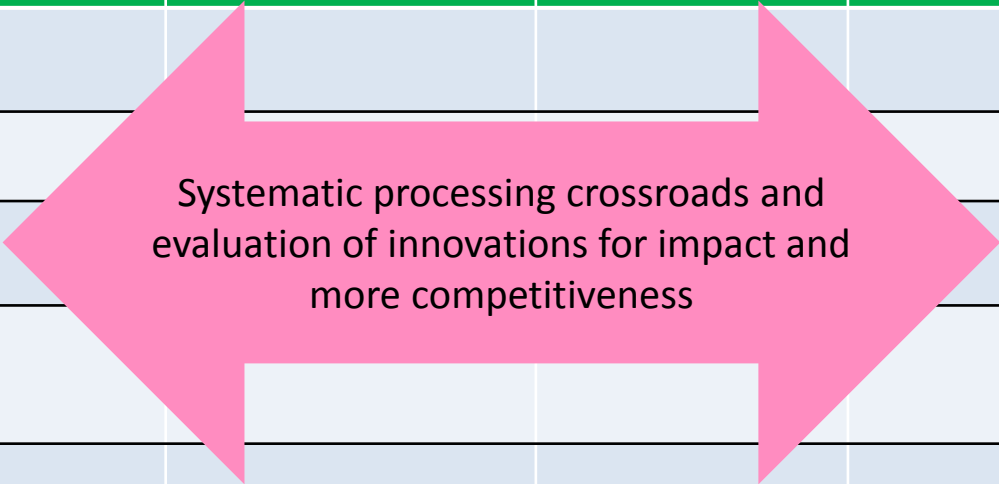 Systematic processing crossroads and
evaluation of innovations for impact and
more competitiveness